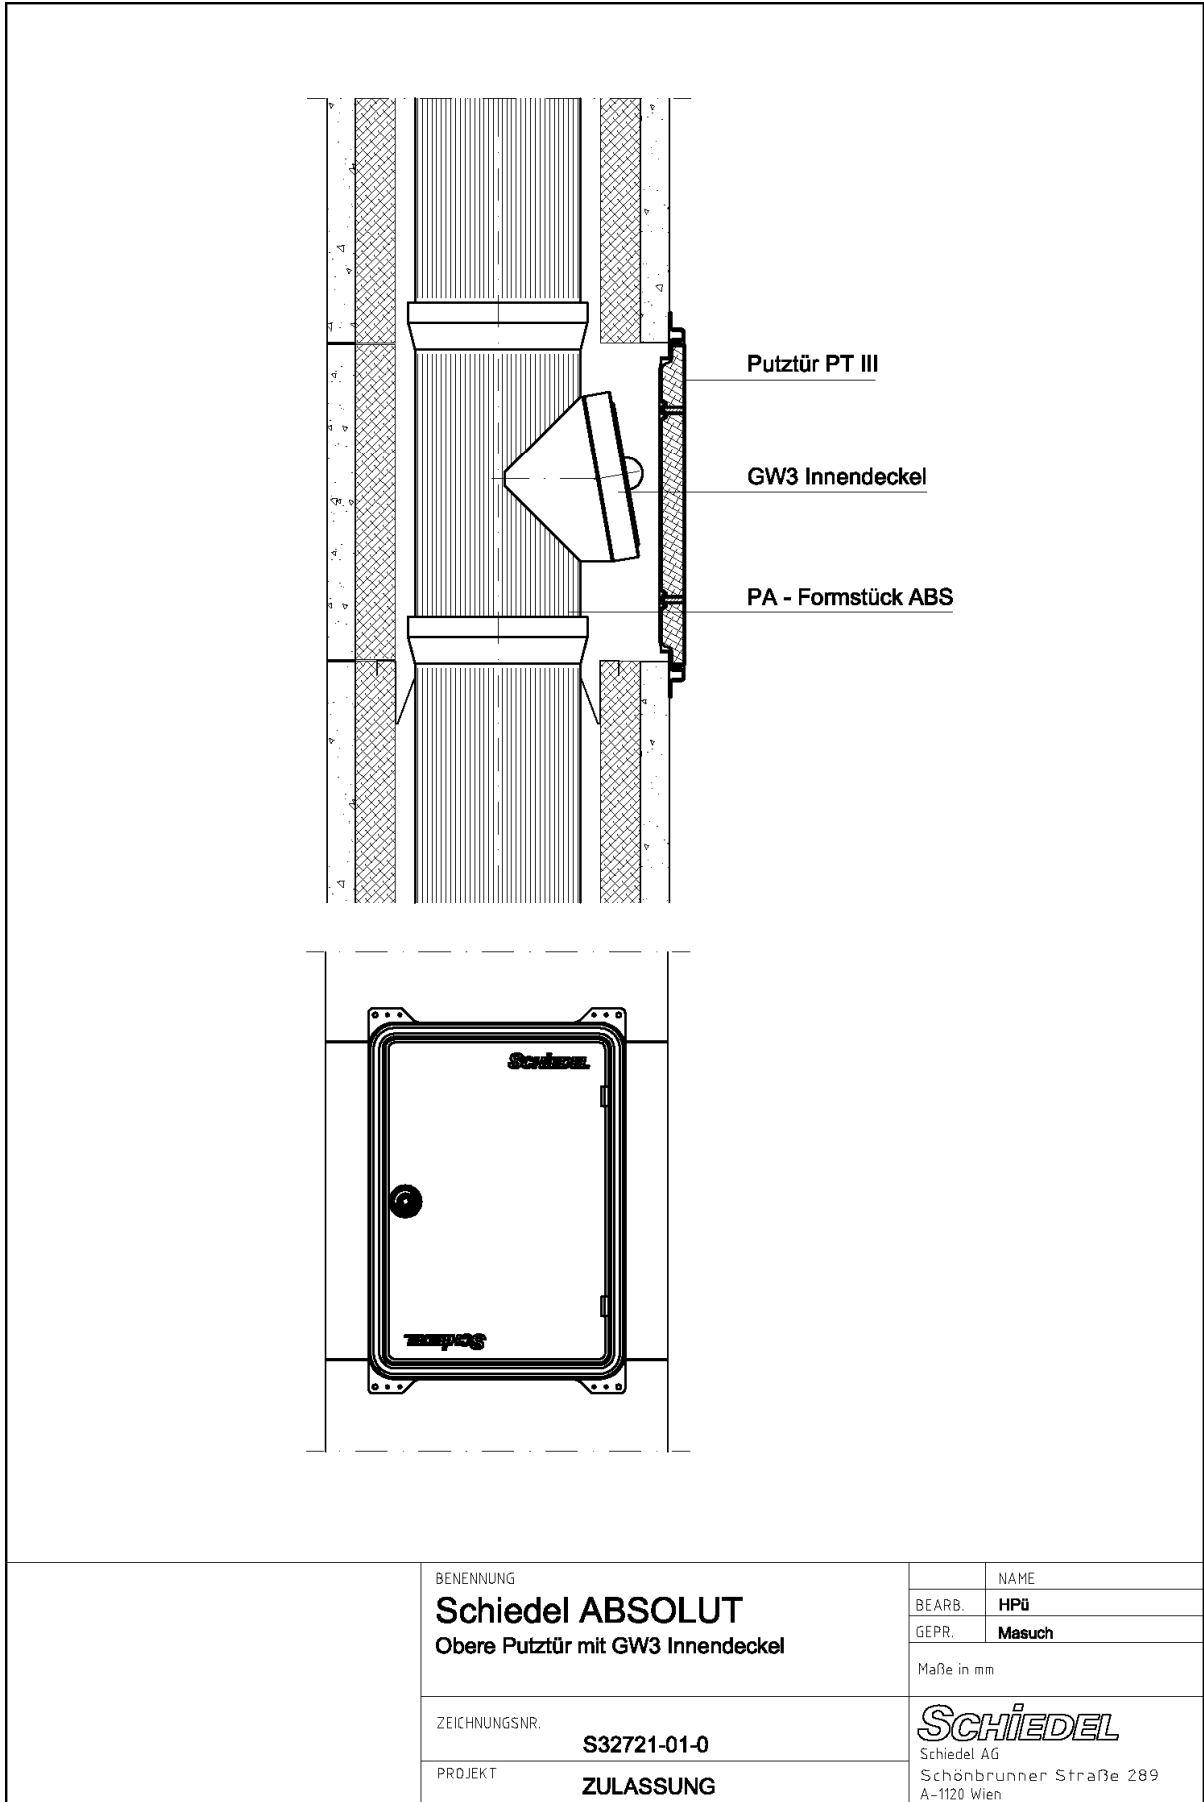 Putztür PT III
GW3 Innendeckel
PA - Formstück ABS
SCHiEDEL
SCHiEDEL
BENENNUNG
Schiedel ABSOLUT
Obere Putztür mit GW3 Innendeckel
NAME
BEARB. HPü
GEPR. Masuch
Maße in mm
ZEICHNUNGSNR.
S32721-01-0
PROJEKT
ZULASSUNG
SCHiEDEL
Schiedel AG
Schönbrunner Straße 289
A-1120 Wien